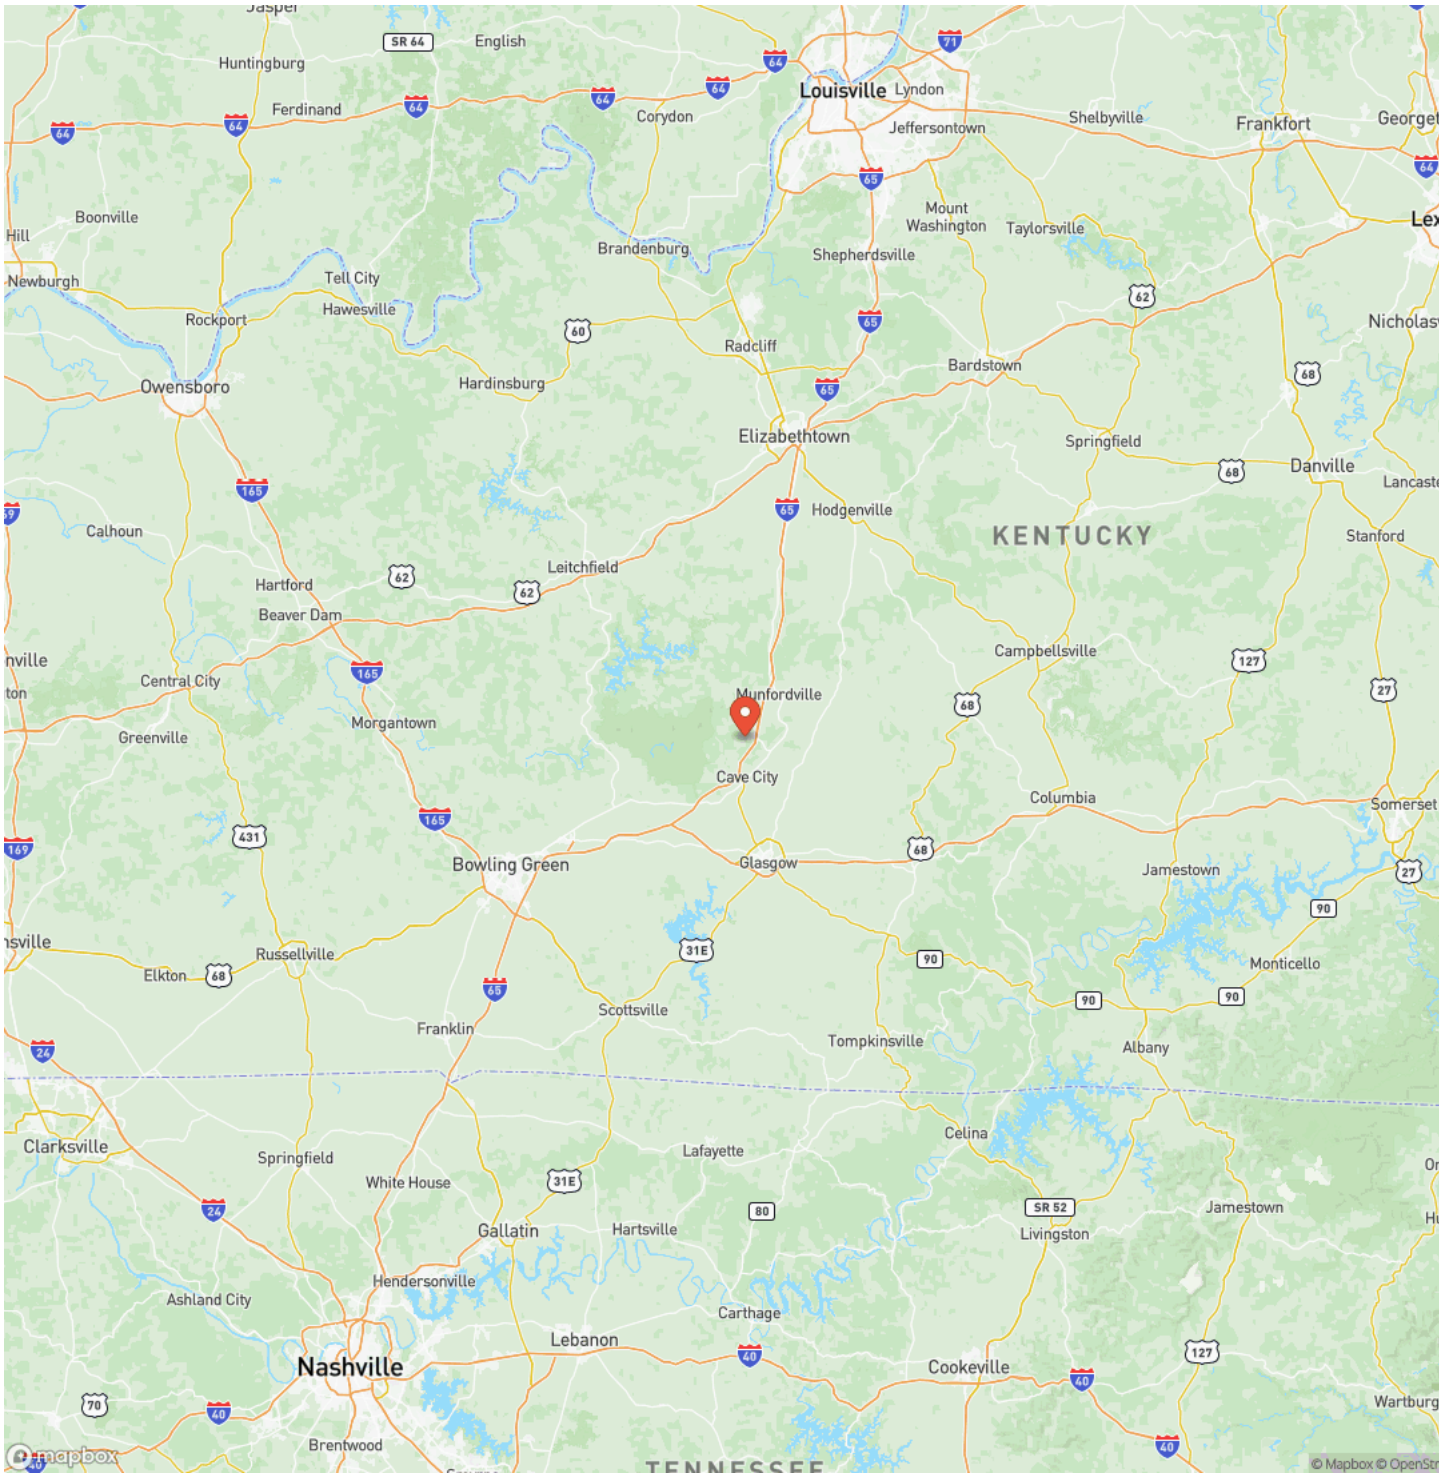 Jasper
SR 64
English
71
64
Huntingburg
64
Louisville
Lyndon
64
64
Ferdinand
Corydon
Shelbyville
Frankfort
Georget
64
64
Jeffersontown
65
64
Boonville
Mount
Washington
Taylorsville
Lex
Hill
Brandenburg
Shepherdsville
Newburgh
Tell City
62
Hawesville
Rockport
60
65
Nicholasv
Radcliff
Bardstown
68
Owensboro
Hardinsburg
65
Elizabethtown
Springfield
68
Danville
Lancaste
165
69
65
Hodgenville
Calhoun
KENTUCKY
Stanford
Leitchfield
62
Hartford
62
Beaver Dam
nville
Campbellsville
127
165
Central City
ton
Munfordville
68
27
Morgantown
Greenville
Cave City
Columbia
Somerset
165
431
169
68
Bowling Green
Glasgow
Jamestown
27
90
nsville
31E
Russellville
90
Monticello
Elkton
68
65
90
90
Scottsville
Franklin
Tompkinsville
24
Albany
Clarksville
Celina
Springfield
Lafayette
White House
31E
24
80
SR 52
Jamestown
Gallatin
Hartsville
Livingston
Hendersonville
Ashland City
Carthage
Lebanon
40
127
Nashville
Cookeville
40
70
40
Wartburg
Brentwood
40
mapbox
40
TENNESSEE
© Mapbox © OpenStr